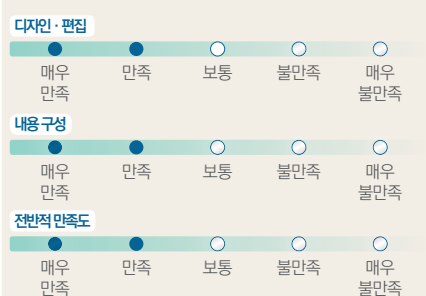 디자인 · 편집
매우 만족 보통 불만족 매우
만족 불만족
내용 구성
매우 만족 보통 불만족 매우
만족 불만족
전반적 만족도
매우 만족 보통 불만족 매우
만족 불만족